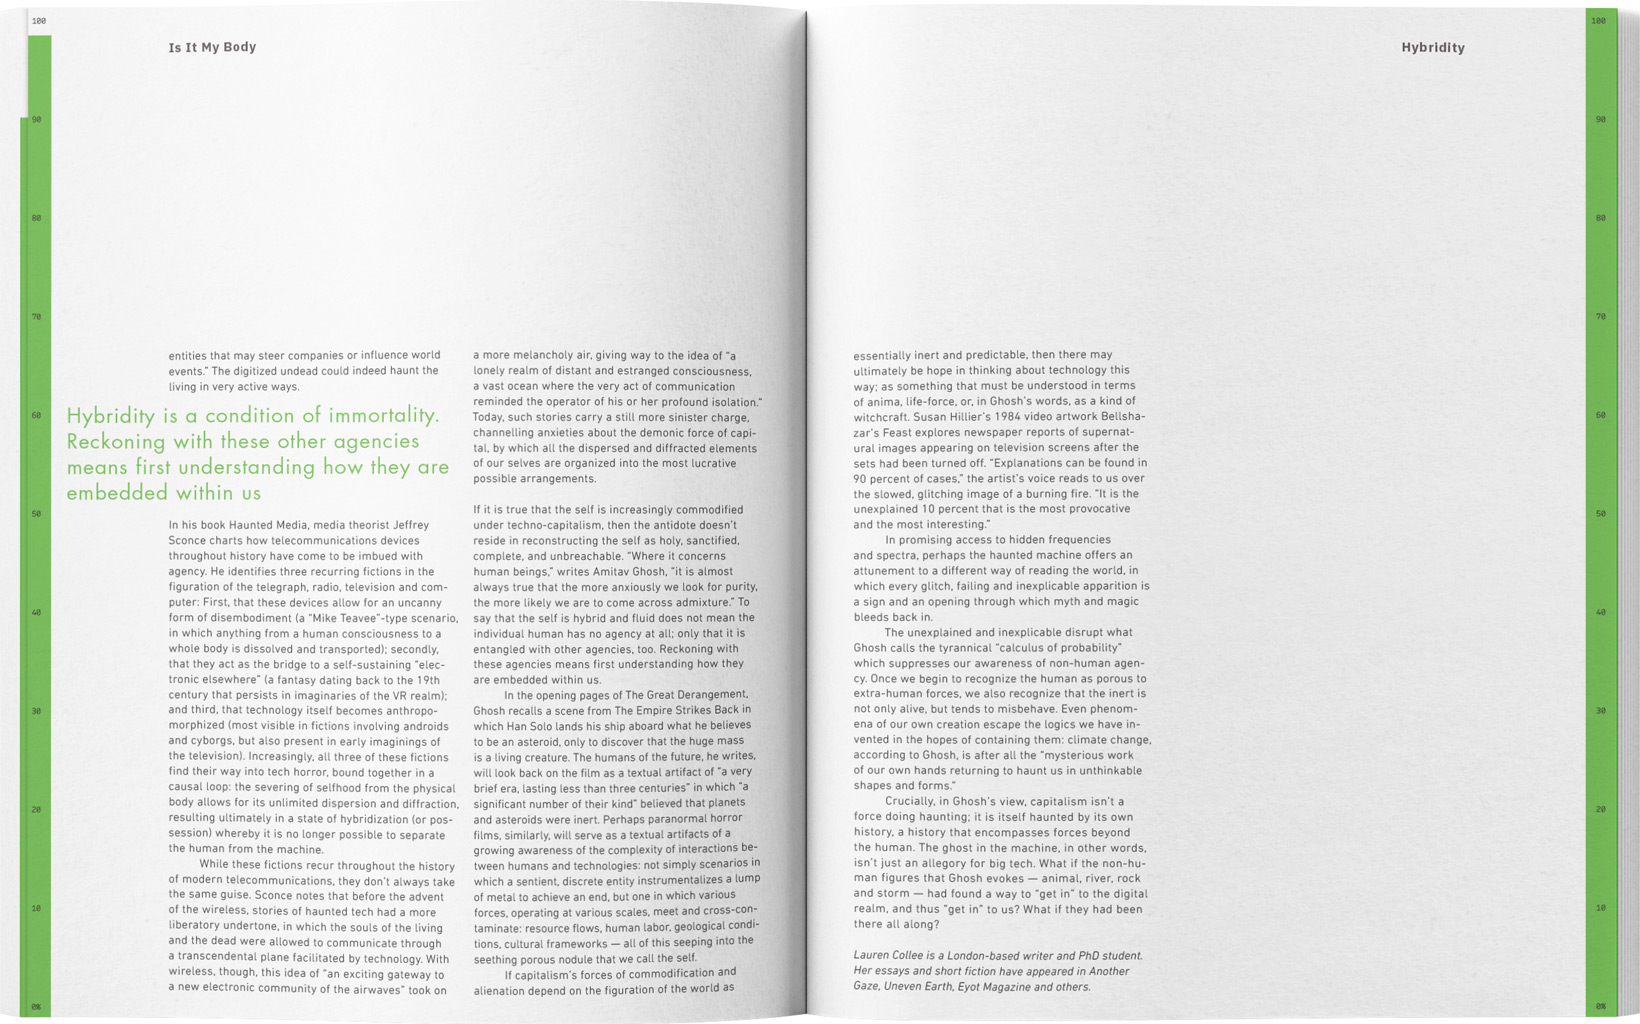 100
Is It My Body
90
80
70
60
50
40
30
20
10
0%
entities that may steer companies or influence world
events.” The digitized undead could indeed haunt the
living in very active ways.
Hybridity is a condition of immortality.
Reckoning with these other agencies
means first understanding how they are
embedded within us
In his book Haunted Media, media theorist Jeffrey
Sconce charts how telecommunications devices
throughout history have come to be imbued with
agency. He identifies three recurring fictions in the
figuration of the telegraph, radio, television and com-
puter: First, that these devices allow for an uncanny
form of disembodiment (a “Mike Teavee”-type scenario,
in which anything from a human consciousness to a
whole body is dissolved and transported); secondly,
that they act as the bridge to a self-sustaining “elec-
tronic elsewhere” (a fantasy dating back to the 19th
century that persists in imaginaries of the VR realm);
and third, that technology itself becomes anthropo-
morphized (most visible in fictions involving androids
and cyborgs, but also present in early imaginings of
the television). Increasingly, all three of these fictions
find their way into tech horror, bound together in a
causal loop: the severing of selfhood from the physical
body allows for its unlimited dispersion and diffraction,
resulting ultimately in a state of hybridization (or pos-
session) whereby it is no longer possible to separate
the human from the machine.
While these fictions recur throughout the history
of modern telecommunications, they don’t always take
the same guise. Sconce notes that before the advent
of the wireless, stories of haunted tech had a more
liberatory undertone, in which the souls of the living
and the dead were allowed to communicate through
a transcendental plane facilitated by technology. With
wireless, though, this idea of “an exciting gateway to
a new electronic community of the airwaves” took on
a more melancholy air, giving way to the idea of “a
lonely realm of distant and estranged consciousness,
a vast ocean where the very act of communication
reminded the operator of his or her profound isolation.”
Today, such stories carry a still more sinister charge,
channelling anxieties about the demonic force of capi-
tal, by which all the dispersed and diffracted elements
of our selves are organized into the most lucrative
possible arrangements.
If it is true that the self is increasingly commodified
under techno-capitalism, then the antidote doesn’t
reside in reconstructing the self as holy, sanctified,
complete, and unbreachable. “Where it concerns
human beings,” writes Amitav Ghosh, “it is almost
always true that the more anxiously we look for purity,
the more likely we are to come across admixture.” To
say that the self is hybrid and fluid does not mean the
individual human has no agency at all; only that it is
entangled with other agencies, too. Reckoning with
these agencies means first understanding how they
are embedded within us.
In the opening pages of The Great Derangement,
Ghosh recalls a scene from The Empire Strikes Back in
which Han Solo lands his ship aboard what he believes
to be an asteroid, only to discover that the huge mass
is a living creature. The humans of the future, he writes,
will look back on the film as a textual artifact of “a very
brief era, lasting less than three centuries” in which “a
significant number of their kind” believed that planets
and asteroids were inert. Perhaps paranormal horror
films, similarly, will serve as a textual artifacts of a
growing awareness of the complexity of interactions be-
tween humans and technologies: not simply scenarios in
which a sentient, discrete entity instrumentalizes a lump
of metal to achieve an end, but one in which various
forces, operating at various scales, meet and cross-con-
taminate: resource flows, human labor, geological condi-
tions, cultural frameworks — all of this seeping into the
seething porous nodule that we call the self.
If capitalism’s forces of commodification and
alienation depend on the figuration of the world as
Hybridity
essentially inert and predictable, then there may
ultimately be hope in thinking about technology this
way; as something that must be understood in terms
of anima, life-force, or, in Ghosh’s words, as a kind of
witchcraft. Susan Hillier’s 1984 video artwork Bellsha-
zar’s Feast explores newspaper reports of supernat-
ural images appearing on television screens after the
sets had been turned off. “Explanations can be found in
90 percent of cases,” the artist’s voice reads to us over
the slowed, glitching image of a burning fire. “It is the
unexplained 10 percent that is the most provocative
and the most interesting.”
In promising access to hidden frequencies
and spectra, perhaps the haunted machine offers an
attunement to a different way of reading the world, in
which every glitch, failing and inexplicable apparition is
a sign and an opening through which myth and magic
bleeds back in.
The unexplained and inexplicable disrupt what
Ghosh calls the tyrannical “calculus of probability”
which suppresses our awareness of non-human agen-
cy. Once we begin to recognize the human as porous to
extra-human forces, we also recognize that the inert is
not only alive, but tends to misbehave. Even phenom-
ena of our own creation escape the logics we have in-
vented in the hopes of containing them: climate change,
according to Ghosh, is after all the “mysterious work
of our own hands returning to haunt us in unthinkable
shapes and forms.”
Crucially, in Ghosh’s view, capitalism isn’t a
force doing haunting; it is itself haunted by its own
history, a history that encompasses forces beyond
the human. The ghost in the machine, in other words,
isn’t just an allegory for big tech. What if the non-hu-
man figures that Ghosh evokes — animal, river, rock
and storm — had found a way to “get in” to the digital
realm, and thus “get in” to us? What if they had been
there all along?
Lauren Collee is a London-based writer and PhD student.
Her essays and short fiction have appeared in Another
Gaze, Uneven Earth, Eyot Magazine and others.
100
90
80
70
60
50
40
30
20
10
0%